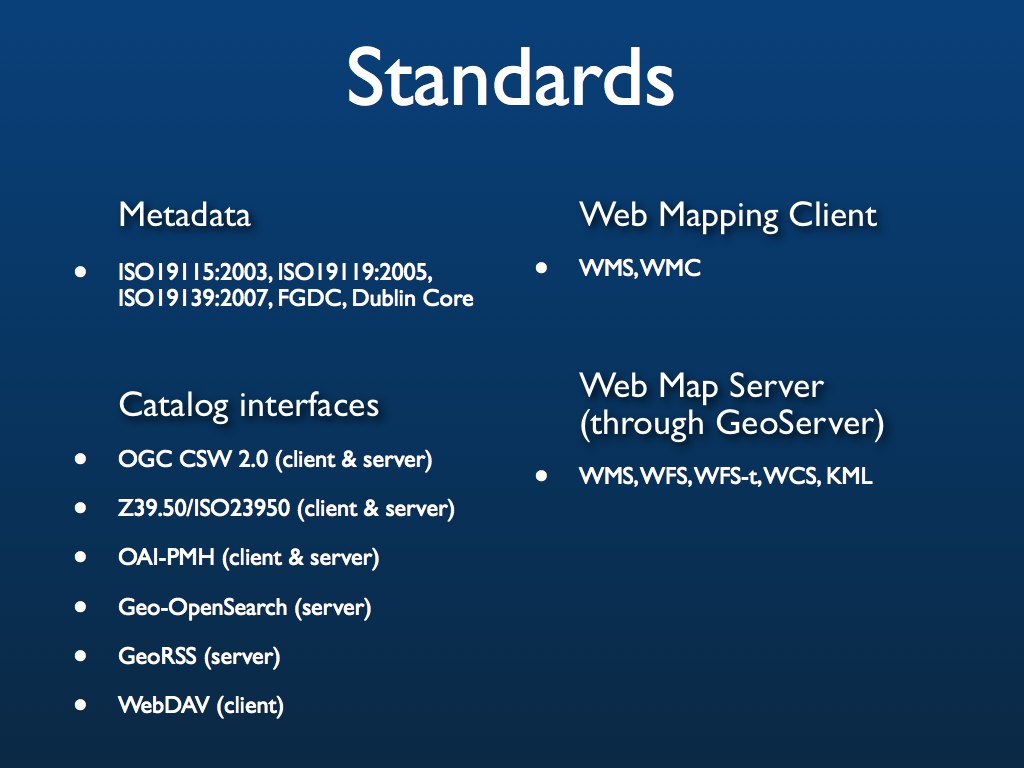 Standards
Metadata
• ISO19115:2003, ISO19119:2005,
ISO19139:2007, FGDC, Dublin Core
Catalog interfaces
• OGC CSW 2.0 (client & server)
• Z39.50/ISO23950 (client & server)
• OAI-PMH (client & server)
• Geo-OpenSearch (server)
• GeoRSS (server)
• WebDAV (client)
Web Mapping Client
• WMS, WMC
Web Map Server
(through GeoServer)
• WMS, WFS, WFS-t, WCS, KML